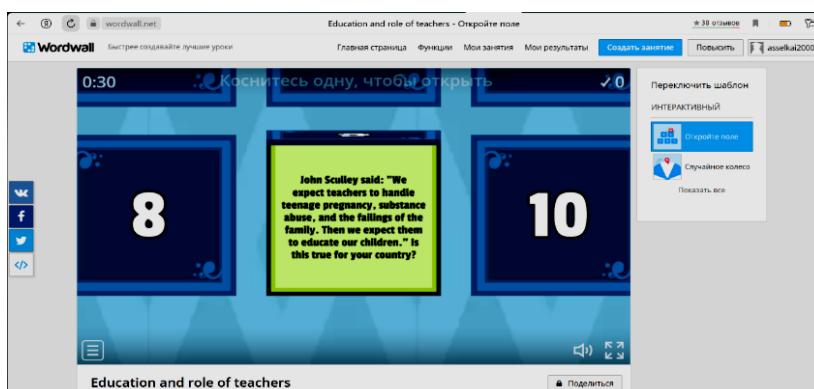 wordwall.net
Education and role of teachers - Откройте поле
★ 38 отзывов
Wordwall
Быстрее создавайте лучшие уроки
Главная страница
Функции
Мои занятия
Мои результаты
Создать занятие
Повысить
asselkai2000
0:30
Коснитесь одну, чтобы открыть
✓0
8
John Sculley said: "We
expect teachers to handle
teenage pregnancy, substance
abuse, and the failings of the
family. Then we expect them
to educate our children." Is
this true for your country?
10
Переключить шаблон
ИНТЕРАКТИВНЫЙ
Откройте поле
Случайное колесо
Показать все
Education and role of teachers
Поделиться